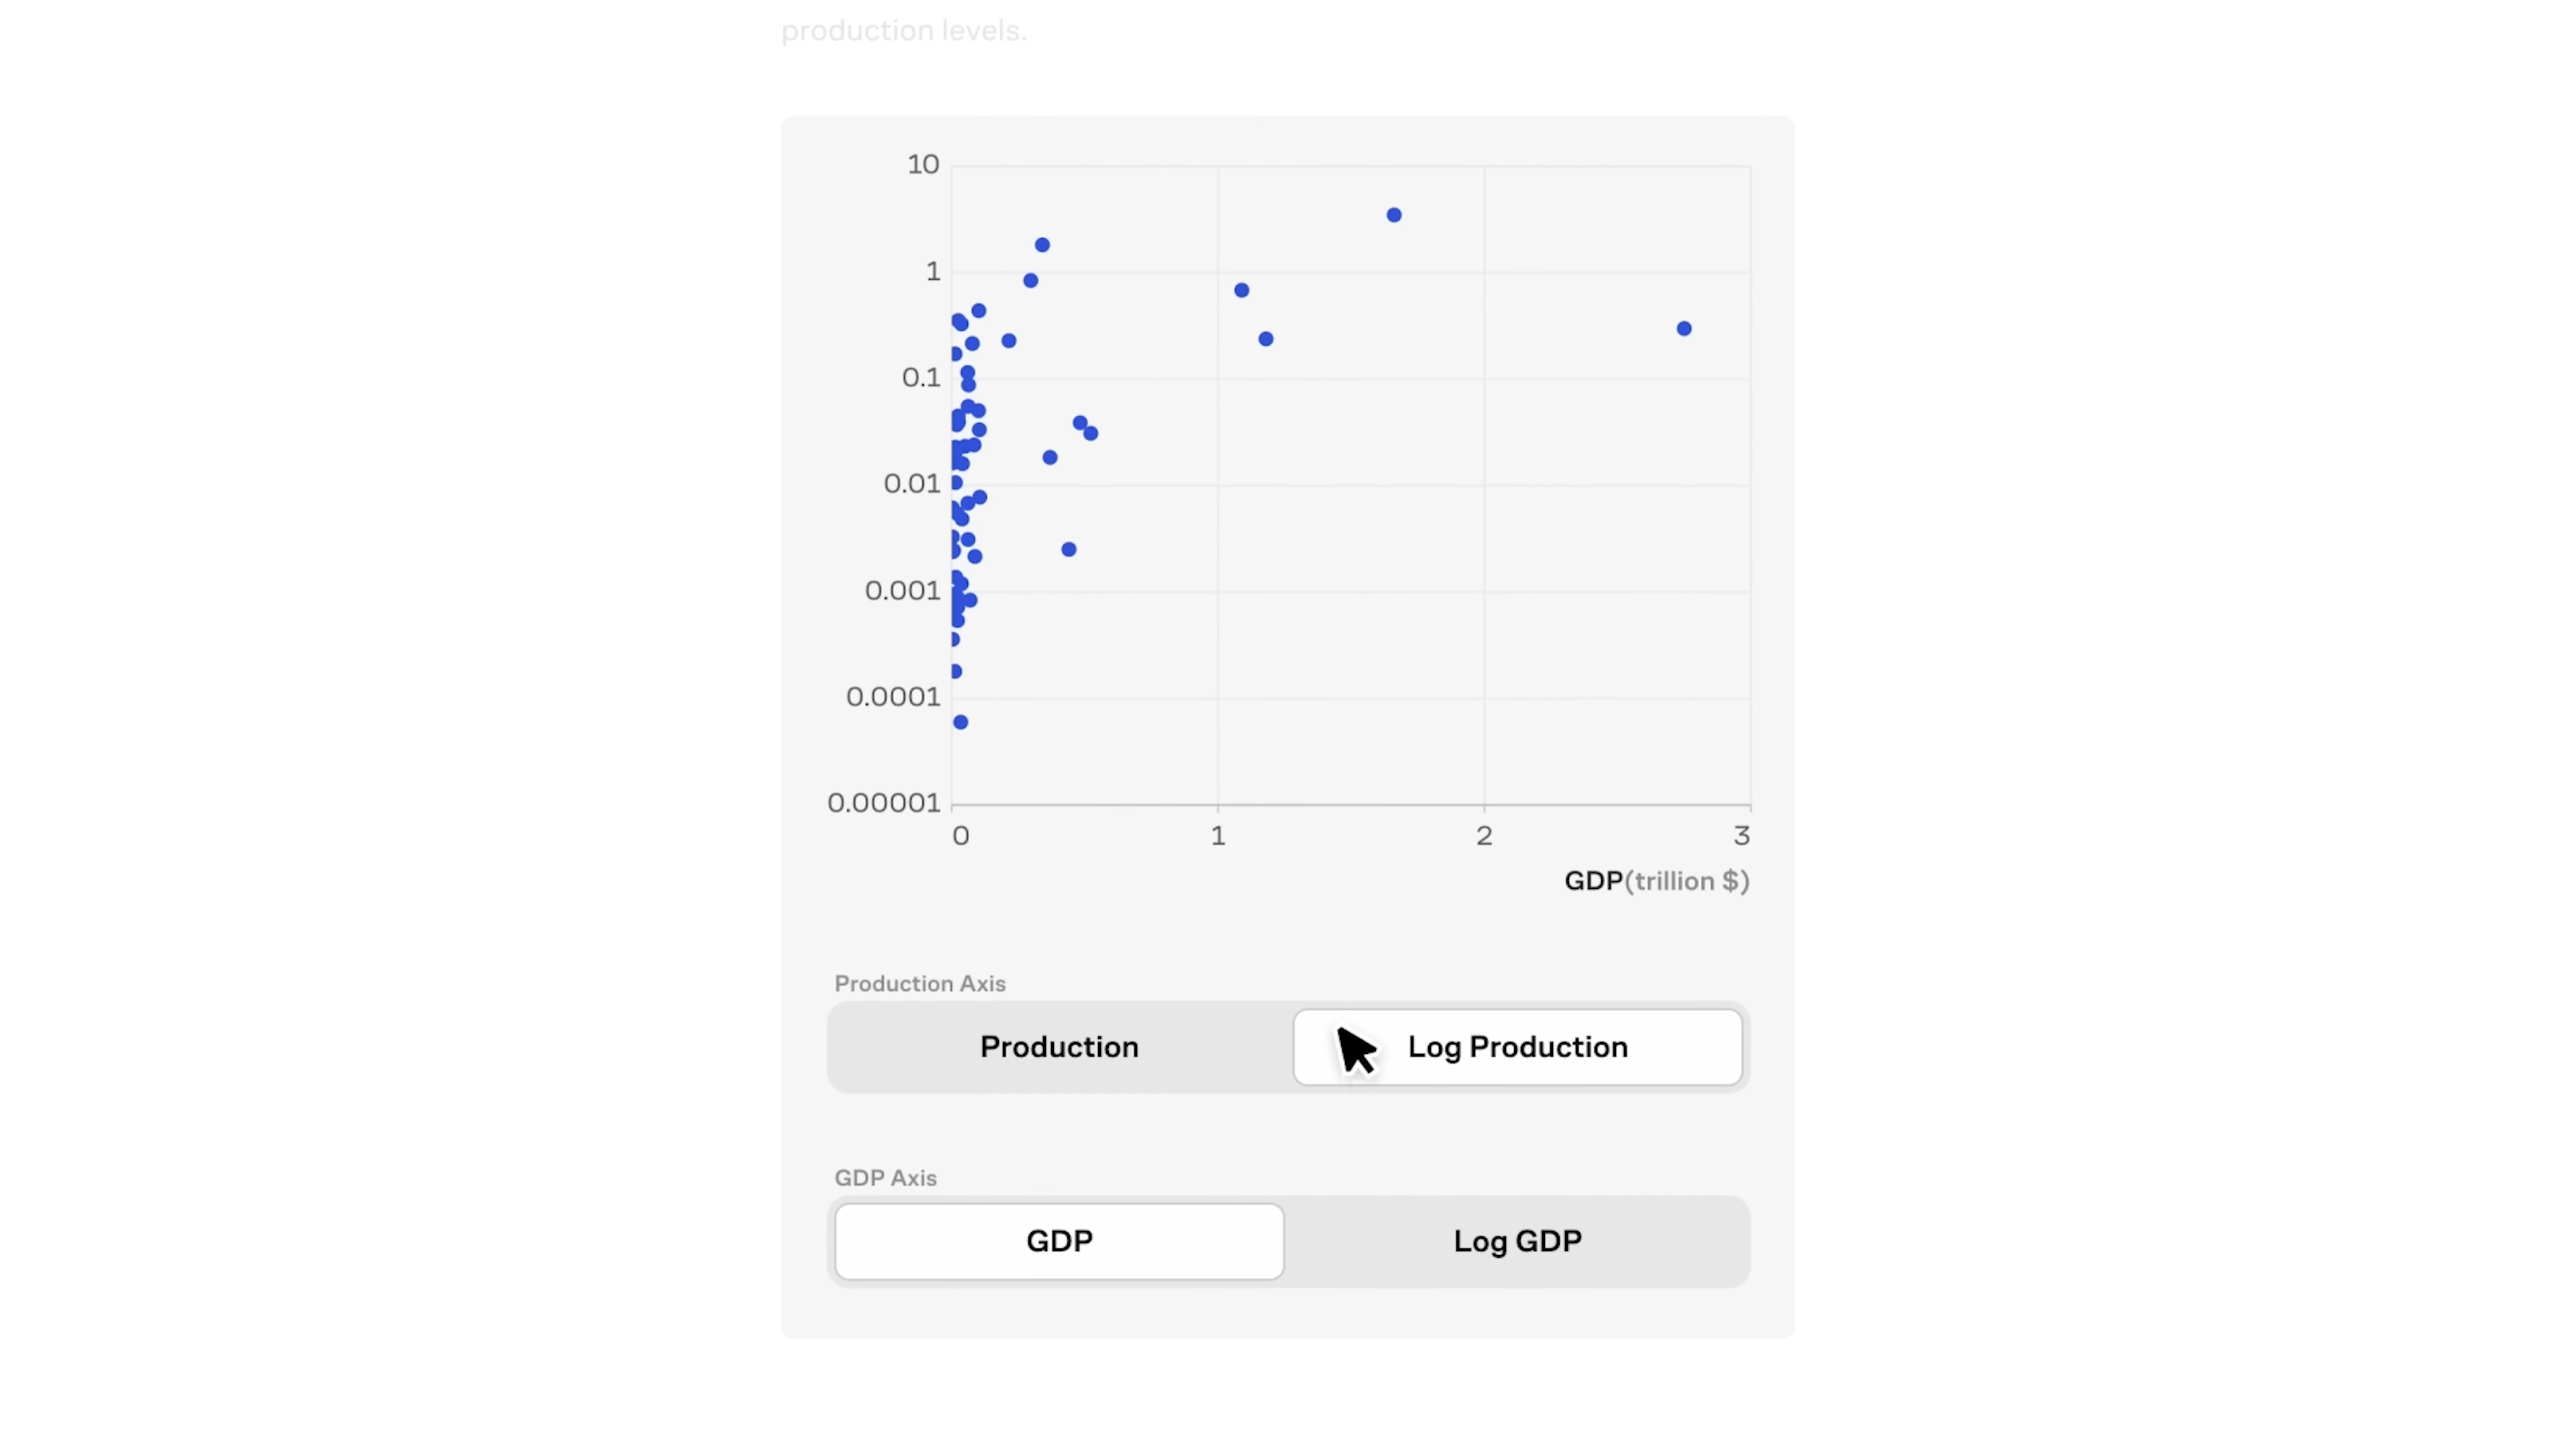 production levels.
10
1
0.1
0.01
0.001
0.0001
0.00001
0 1 2 3
GDP(trillion $)
Production Axis
Production Log Production
GDP Axis
GDP Log GDP